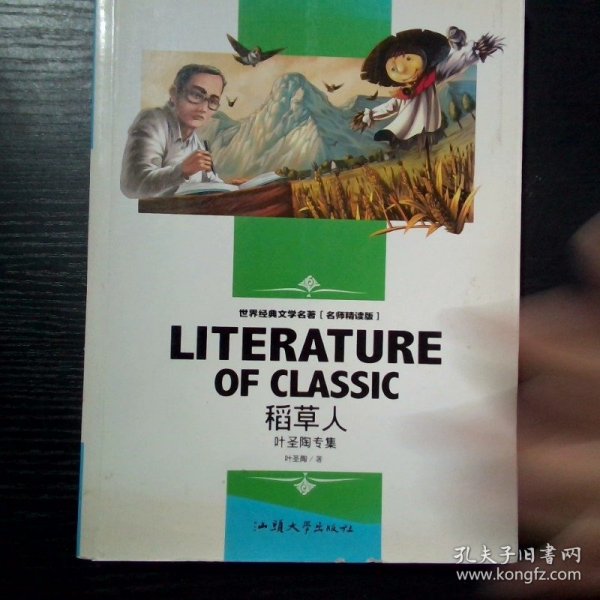 世界经典文学名著［名师精读版］
LITERATURE
OF CLASSIC
稻草人
叶圣陶专集
叶圣陶／著
汕頭大學出版社
孔夫子旧书网
www.kongfz.com